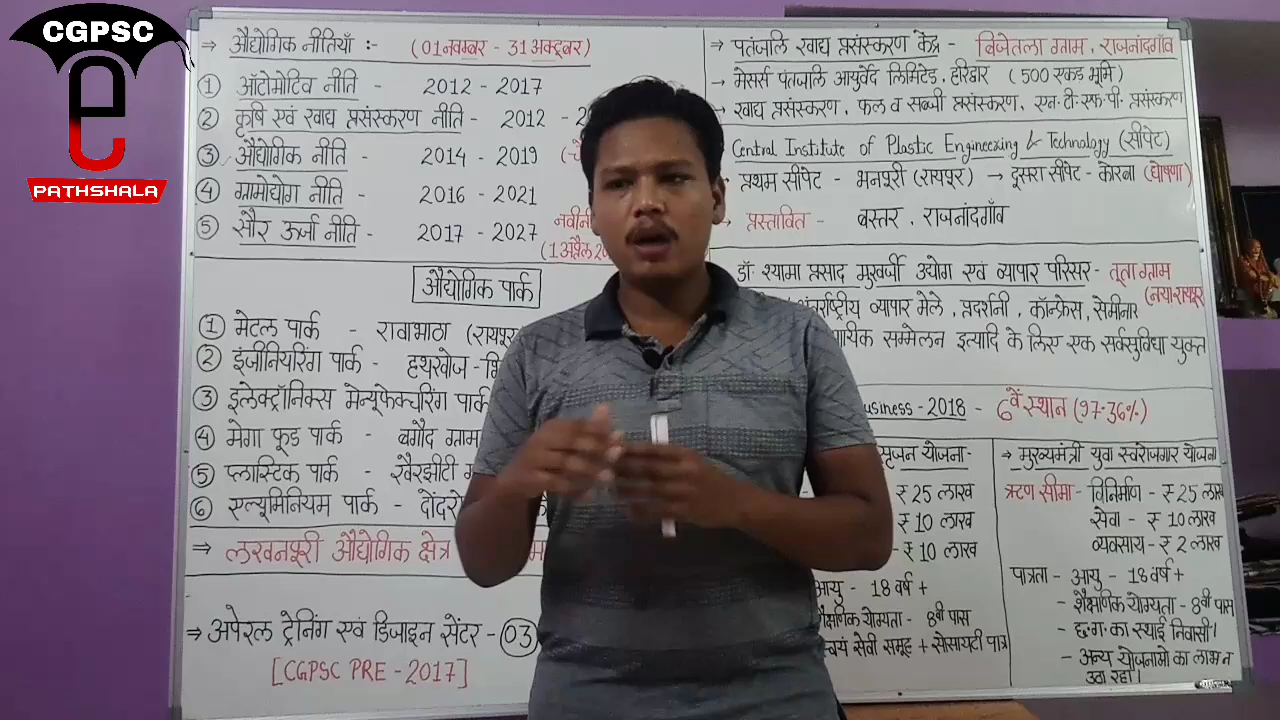 CGPSC
e
PATHSHALA
⇒ औद्योगिक नीतियाँ :- (01 नवम्बर - 31 अक्टूबर)
① ऑटोमोटिव नीति - 2012 - 2017
② कृषि एवं खाद्य प्रसंस्करण नीति - 2012 -
③ औद्योगिक नीति - 2014 - 2019
④ ग्रामोद्योग नीति - 2016 - 2021
⑤ सौर ऊर्जा नीति - 2017 - 2027
(1 अप्रैल
औद्योगिक पार्क
① मेटल पार्क - रावाभाठा (रायपुर
② इंजीनियरिंग पार्क - हथखोज -
③ इलेक्ट्रॉनिक्स मेन्यूफेक्चरिंग पार्क
④ मेगा फूड पार्क - बगौद ग्राम
⑤ प्लास्टिक पार्क - खैरझीटी
⑥ एल्यूमिनियम पार्क -
⇒ लखनपुरी औद्योगिक क्षेत्र
⇒ अपेरल ट्रेनिंग एवं डिजाइन सेंटर - 03
[CGPSC PRE - 2017]
→ पतंजलि खाद्य प्रसंस्करण केंद्र - बिजेतला ग्राम, राजनांदगाँव
→ मेसर्स पतंजलि आयुर्वेद लिमिटेड, हरिद्वार (500 एकड भूमि)
→ खाद्य प्रसंस्करण, फल व सब्जी प्रसंस्करण, एन.टी.एफ.पी. प्रसंस्करण
Central Institute of Plastic Engineering & Technology (सीपेट)
प्रथम सीपेट - भनपुरी (रायपुर) → दूसरा सीपेट - कोरबा (घोषणा)
→ प्रस्तावित - बस्तर, राजनांदगाँव
डॉ. श्यामा प्रसाद मुखर्जी उद्योग एवं व्यापार परिसर - तूता ग्राम
(नया-रायपुर)
अंतर्राष्ट्रीय व्यापार मेले, प्रदर्शनी, कॉन्फ्रेस, सेमीनार
सम्मेलन इत्यादि के लिए एक सर्वसुविधा युक्त
Business - 2018 - 6वें स्थान (97.36%)
सृजन योजना-
₹ 25 लाख
₹ 10 लाख
₹ 10 लाख
आयु - 18 वर्ष +
शैक्षणिक योग्यता - 8वी पास
स्वयं सेवी समूह + सोसायटी पात्र
→ मुख्यमंत्री युवा स्वरोजगार योजना
ऋटण सीमा - विनिर्माण - ₹ 25 लाख
सेवा - ₹ 10 लाख
व्यवसाय - ₹ 2 लाख
पात्रता - आयु - 18 वर्ष +
- शैक्षणिक योग्यता - 8वी पास
- छ.ग. का स्थाई निवासी।
- अन्य योजनाओ का लाभ न
उठा रहा।